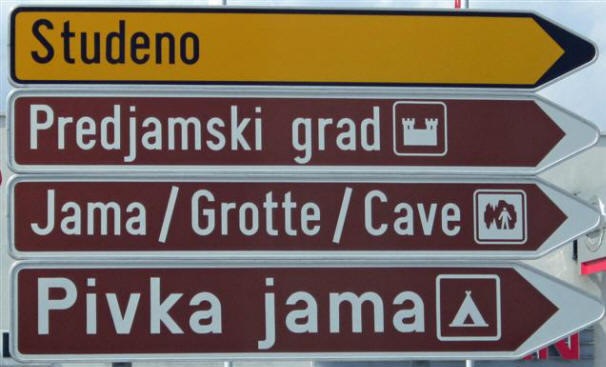 Studeno
Predjamski grad
Jama / Grotte / Cave
Pivka jama